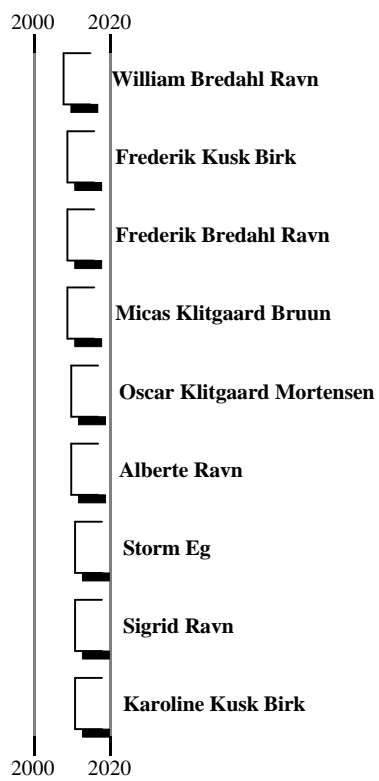 2000 2020
William Bredahl Ravn
Frederik Kusk Birk
Frederik Bredahl Ravn
Micas Klitgaard Bruun
Oscar Klitgaard Mortensen
Alberte Ravn
Storm Eg
Sigrid Ravn
Karoline Kusk Birk
2000 2020